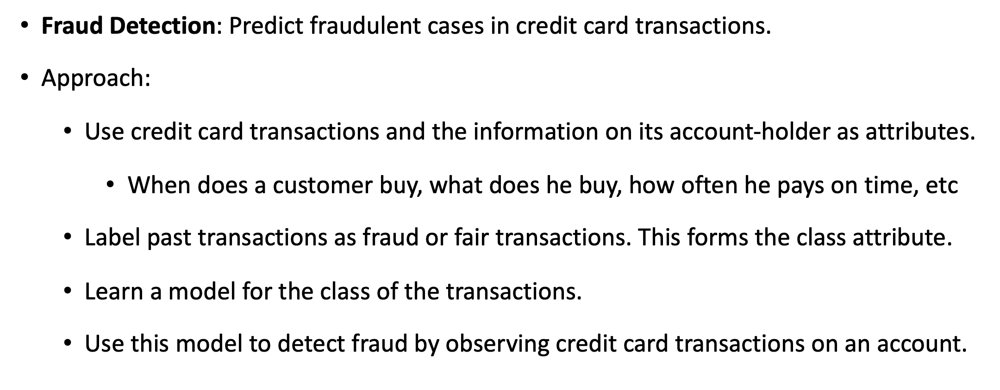 • Fraud Detection: Predict fraudulent cases in credit card transactions.
• Approach:
• Use credit card transactions and the information on its account-holder as attributes.
• When does a customer buy, what does he buy, how often he pays on time, etc
• Label past transactions as fraud or fair transactions. This forms the class attribute.
• Learn a model for the class of the transactions.
• Use this model to detect fraud by observing credit card transactions on an account.